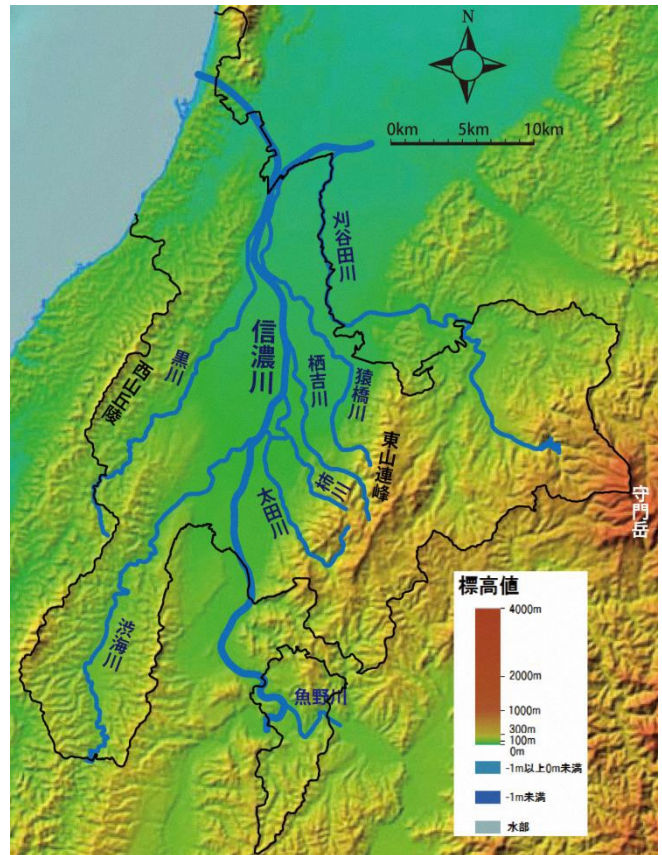 N
0km 5km 10km
刈谷田川
信濃川
黒川
西山丘陵
栖吉川
猿橋川
東山連峰
柿川
太田川
守門岳
渋海川
魚野川
標高値
4000m
2000m
1000m
300m
100m
0m
-1m以上0m未満
-1m未満
水部